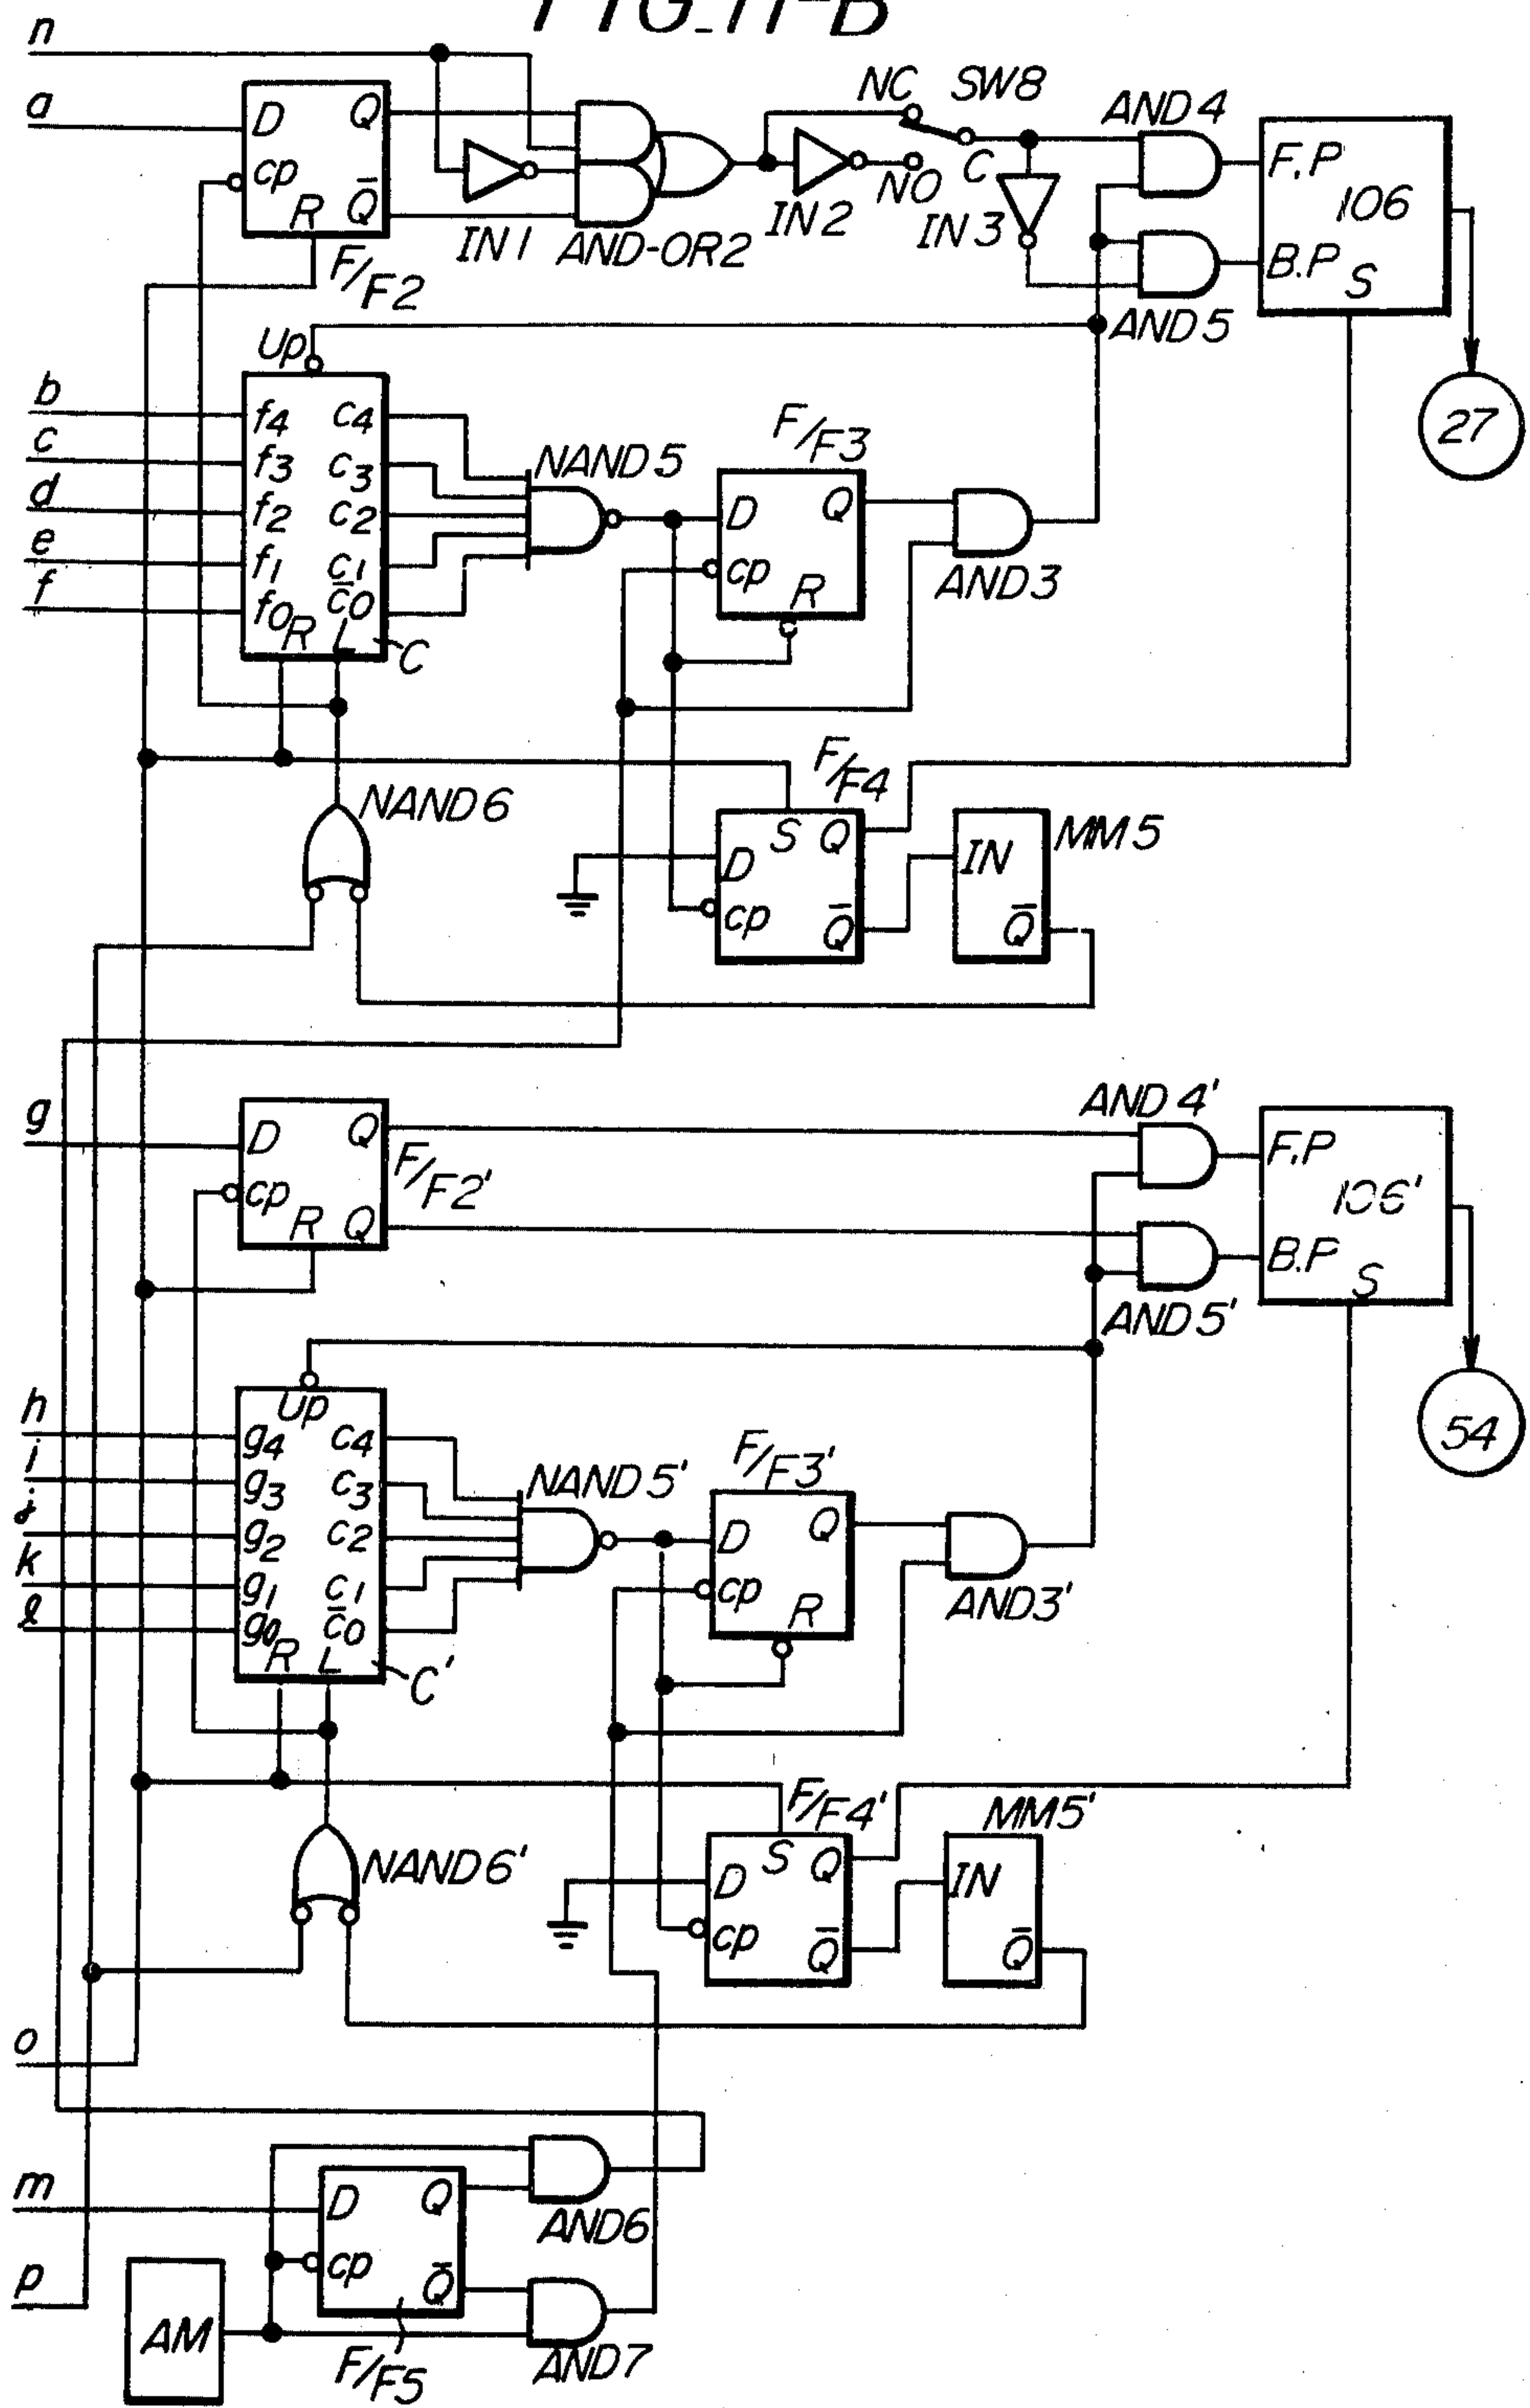 FIG. 11-B
n
a
D Q
cp
R Q̄
F/F2
IN1
AND-OR2
IN2
NC SW8
NO
C
IN3
AND4
AND5
F.P
106
B.P
S
27
Up
b
c
d
e
f
f4 c4
f3 c3
f2 c2
f1 c1
f0 c̄0
R L
C
NAND5
F/F3
D Q
cp
R
AND3
NAND6
F/F4
S Q
D
cp
Q̄
MM5
IN
Q̄
g
D Q
cp
R Q
F/F2'
AND4'
AND5'
F.P
106'
B.P
S
54
Up
h
i
j
k
l
g4 c4
g3 c3
g2 c2
g1 c1
g0 c̄0
R L
C'
NAND5'
F/F3'
D Q
cp
R
AND3'
NAND6'
F/F4'
S Q
D
cp
Q̄
MM5'
IN
Q̄
o
m
D Q
cp
Q̄
F/F5
AND6
AND7
p
AM